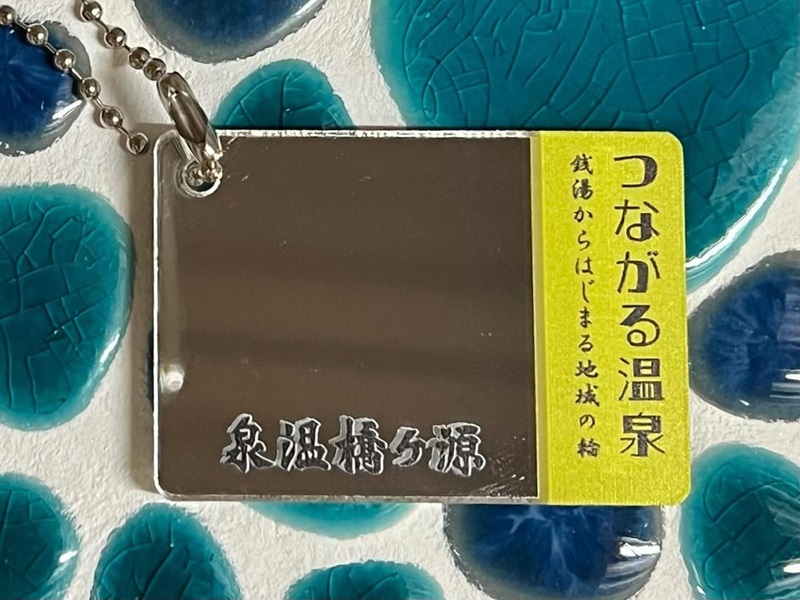 つながる温泉
銭湯からはじまる地域の輪
源ヶ橋温泉